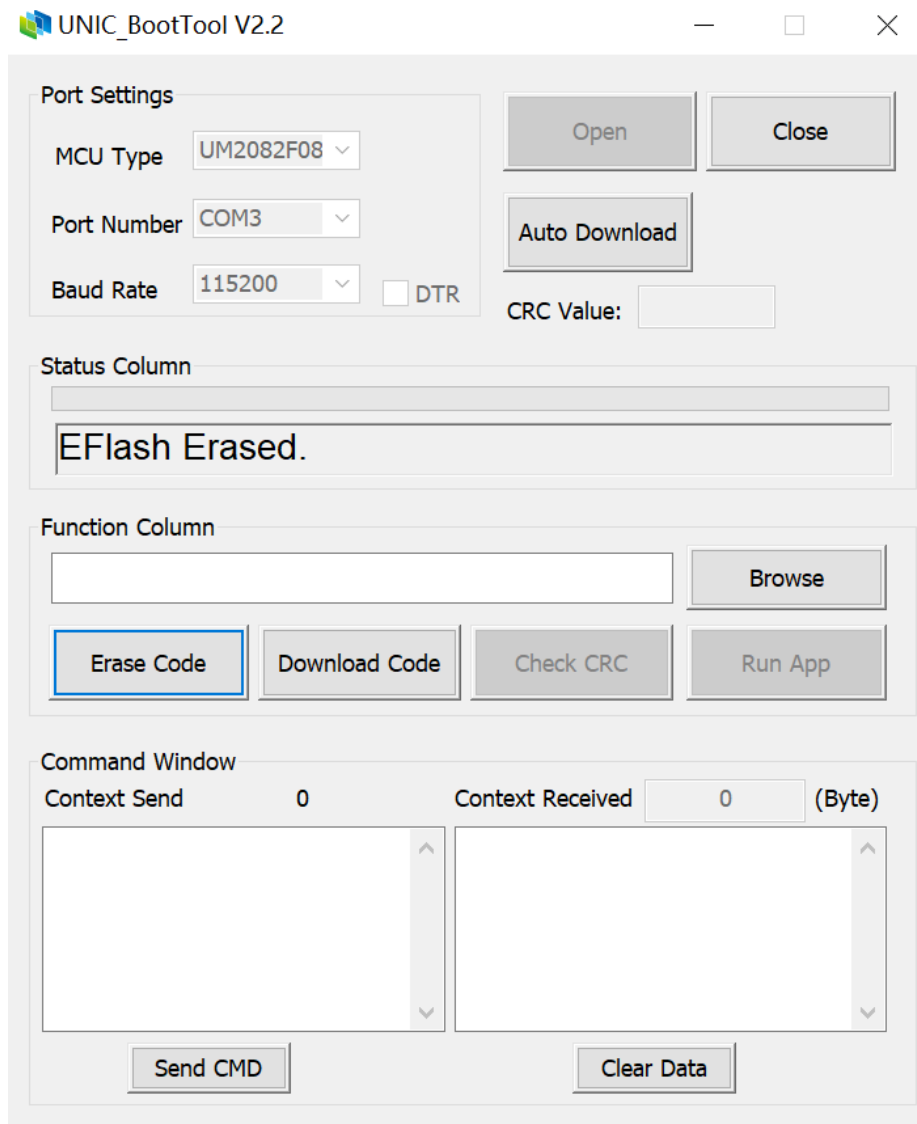 UNIC_BootTool V2.2
Port Settings
MCU Type UM2082F08
Port Number COM3
Baud Rate 115200 DTR
Open Close
Auto Download
CRC Value:
Status Column
EFlash Erased.
Function Column
Browse
Erase Code Download Code Check CRC Run App
Command Window
Context Send 0 Context Received 0 (Byte)
Send CMD Clear Data